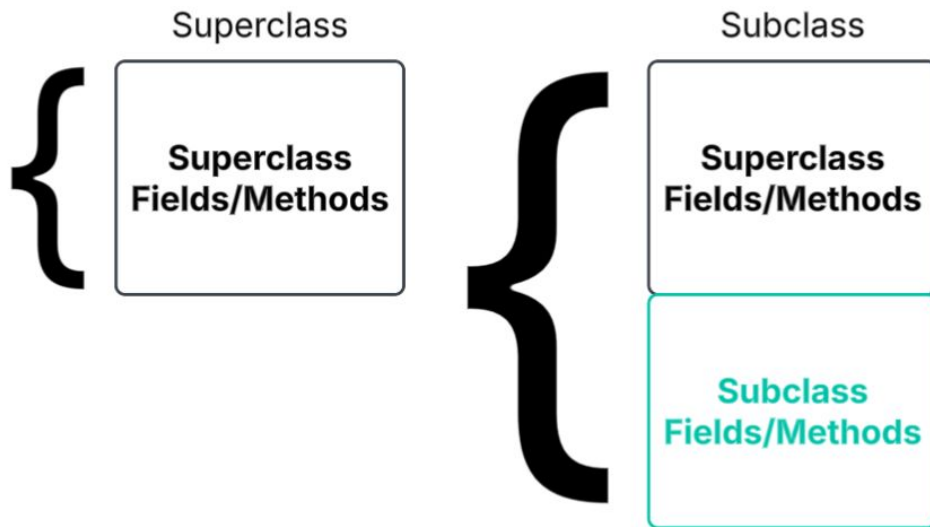 Superclass
Superclass
Fields/Methods
Subclass
Superclass
Fields/Methods
Subclass
Fields/Methods